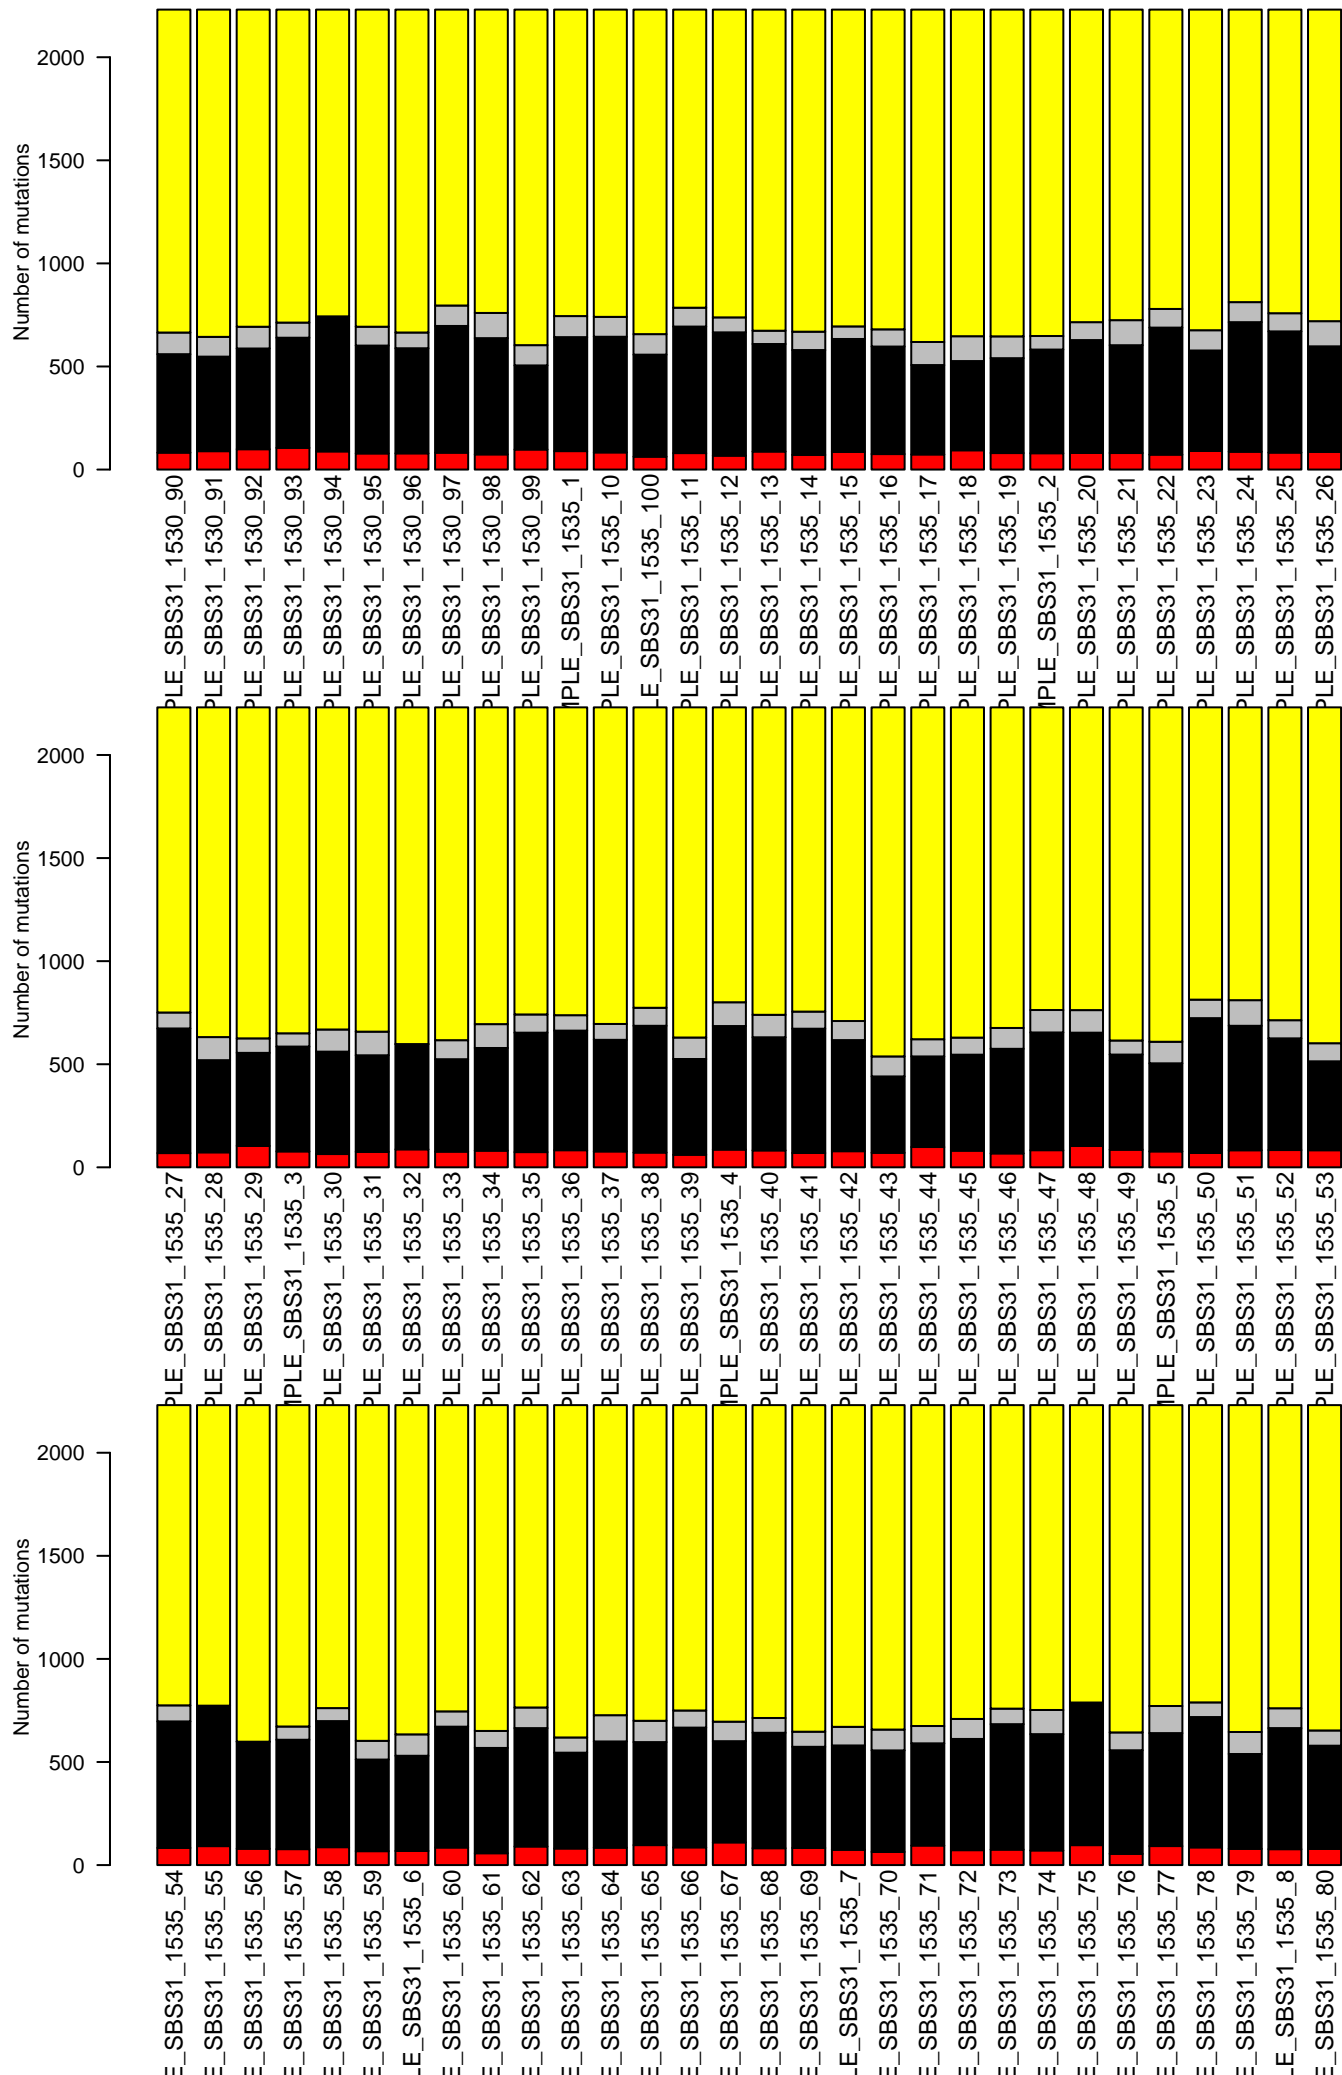 Number of mutations
2000
1500
1000
500
0
PLE_SBS31_1530_90
PLE_SBS31_1530_91
PLE_SBS31_1530_92
PLE_SBS31_1530_93
PLE_SBS31_1530_94
PLE_SBS31_1530_95
PLE_SBS31_1530_96
PLE_SBS31_1530_97
PLE_SBS31_1530_98
PLE_SBS31_1530_99
MPLE_SBS31_1535_1
PLE_SBS31_1535_10
LE_SBS31_1535_100
PLE_SBS31_1535_11
PLE_SBS31_1535_12
PLE_SBS31_1535_13
PLE_SBS31_1535_14
PLE_SBS31_1535_15
PLE_SBS31_1535_16
PLE_SBS31_1535_17
PLE_SBS31_1535_18
PLE_SBS31_1535_19
MPLE_SBS31_1535_2
PLE_SBS31_1535_20
PLE_SBS31_1535_21
PLE_SBS31_1535_22
PLE_SBS31_1535_23
PLE_SBS31_1535_24
PLE_SBS31_1535_25
PLE_SBS31_1535_26
Number of mutations
2000
1500
1000
500
0
PLE_SBS31_1535_27
PLE_SBS31_1535_28
PLE_SBS31_1535_29
MPLE_SBS31_1535_3
PLE_SBS31_1535_30
PLE_SBS31_1535_31
PLE_SBS31_1535_32
PLE_SBS31_1535_33
PLE_SBS31_1535_34
PLE_SBS31_1535_35
PLE_SBS31_1535_36
PLE_SBS31_1535_37
PLE_SBS31_1535_38
PLE_SBS31_1535_39
MPLE_SBS31_1535_4
PLE_SBS31_1535_40
PLE_SBS31_1535_41
PLE_SBS31_1535_42
PLE_SBS31_1535_43
PLE_SBS31_1535_44
PLE_SBS31_1535_45
PLE_SBS31_1535_46
PLE_SBS31_1535_47
PLE_SBS31_1535_48
PLE_SBS31_1535_49
MPLE_SBS31_1535_5
PLE_SBS31_1535_50
PLE_SBS31_1535_51
PLE_SBS31_1535_52
PLE_SBS31_1535_53
Number of mutations
2000
1500
1000
500
0
E_SBS31_1535_54
E_SBS31_1535_55
E_SBS31_1535_56
E_SBS31_1535_57
E_SBS31_1535_58
E_SBS31_1535_59
LE_SBS31_1535_6
E_SBS31_1535_60
E_SBS31_1535_61
E_SBS31_1535_62
E_SBS31_1535_63
E_SBS31_1535_64
E_SBS31_1535_65
E_SBS31_1535_66
E_SBS31_1535_67
E_SBS31_1535_68
E_SBS31_1535_69
LE_SBS31_1535_7
E_SBS31_1535_70
E_SBS31_1535_71
E_SBS31_1535_72
E_SBS31_1535_73
E_SBS31_1535_74
E_SBS31_1535_75
E_SBS31_1535_76
E_SBS31_1535_77
E_SBS31_1535_78
E_SBS31_1535_79
LE_SBS31_1535_8
E_SBS31_1535_80